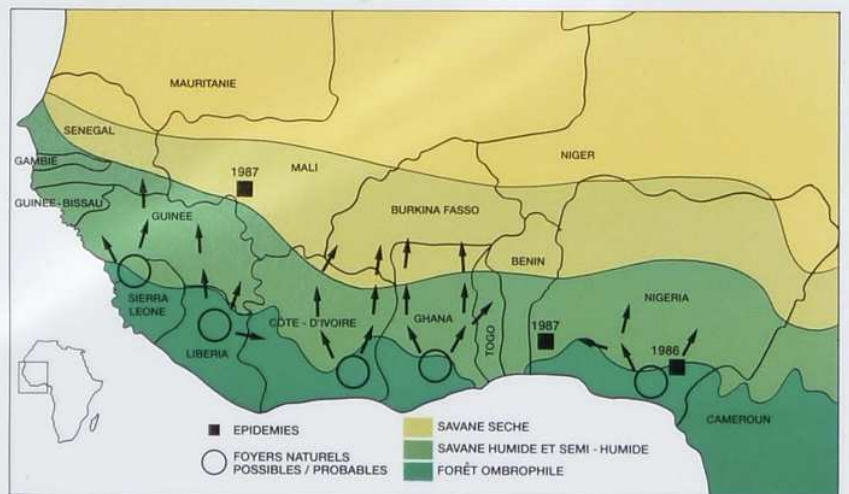 MAURITANIE
SENEGAL
MALI
NIGER
GAMBIE
1987
GUINEE-BISSAU
GUINEE
BURKINA FASSO
BENIN
SIERRA
LEONE
NIGERIA
COTE - D'IVOIRE
GHANA
TOGO
1987
LIBERIA
1986
CAMEROUN
EPIDEMIES
FOYERS NATURELS
POSSIBLES / PROBABLES
SAVANE SECHE
SAVANE HUMIDE ET SEMI - HUMIDE
FORÊT OMBROPHILE